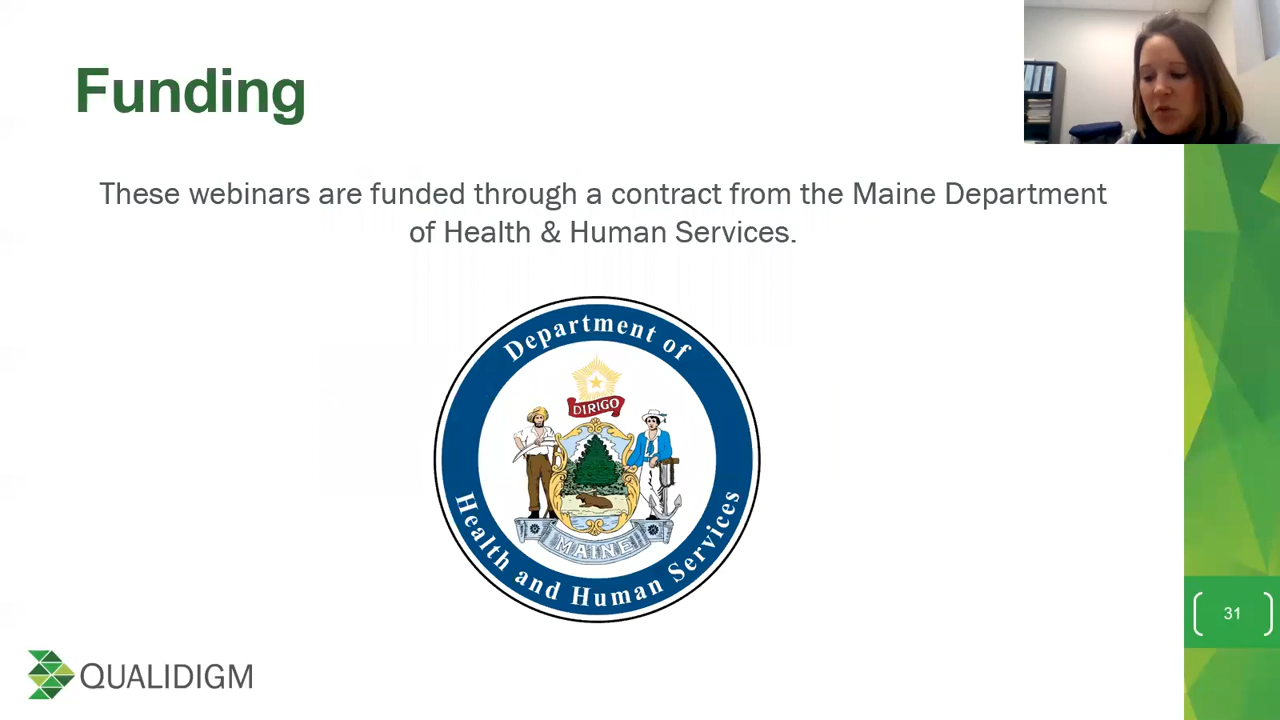 Funding
These webinars are funded through a contract from the Maine Department
of Health & Human Services.
Department of
DIRIGO
MAINE
Health and Human Services
31
QUALIDIGM